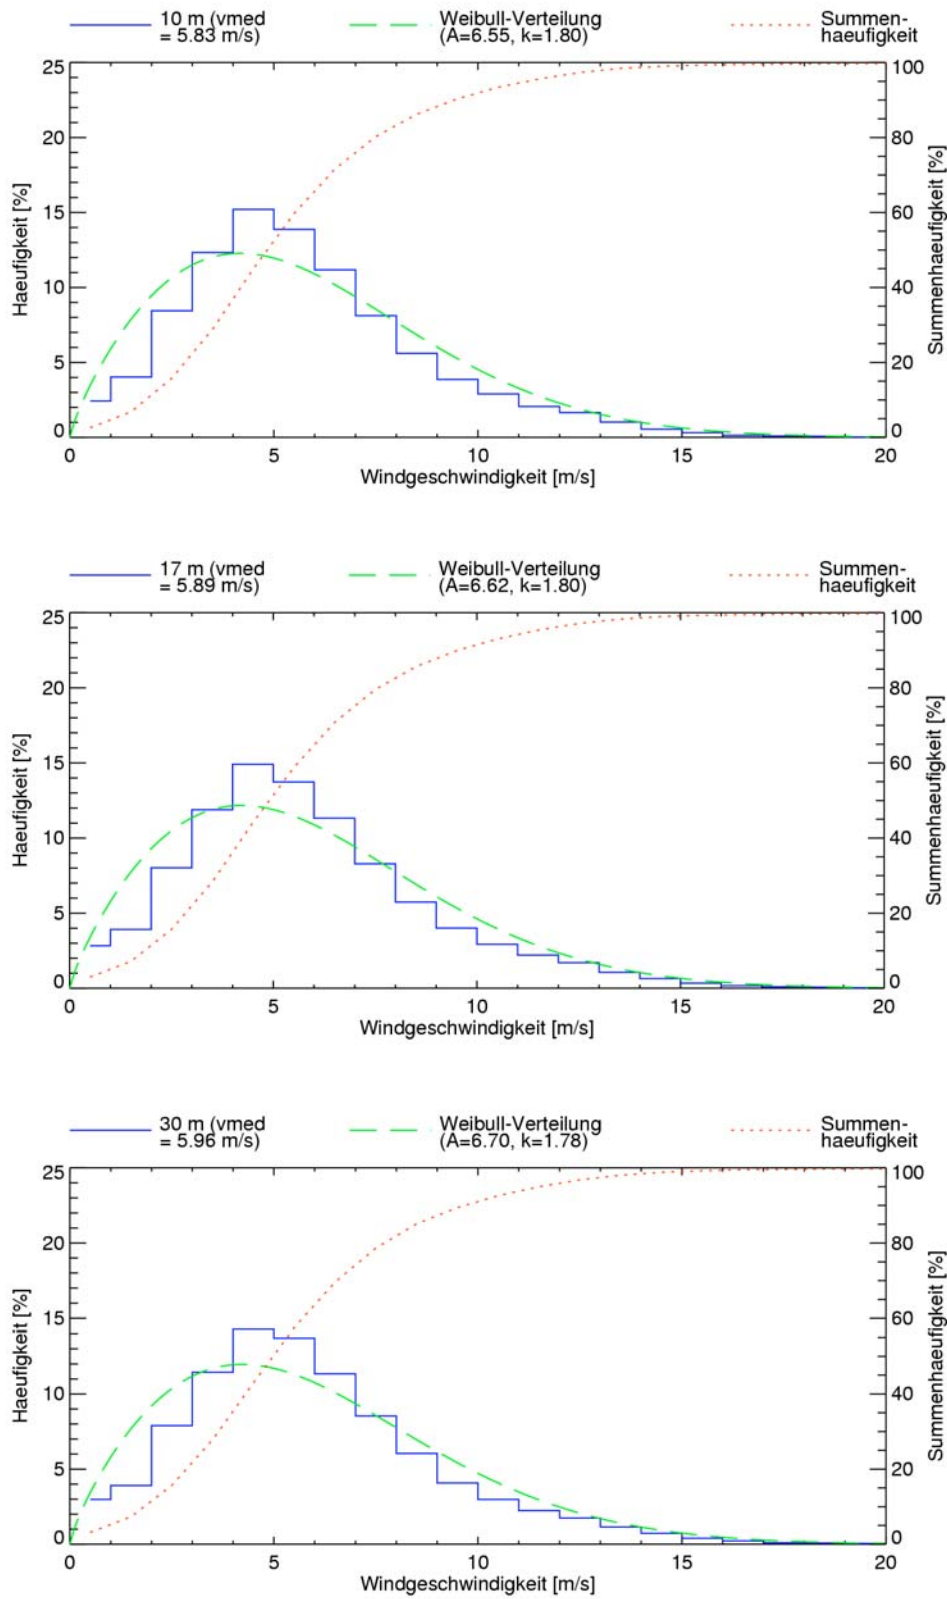 10 m (vmed
= 5.83 m/s)
Weibull-Verteilung
(A=6.55, k=1.80)
Summen-
haeufigkeit
25
20
15
10
5
0
Haeufigkeit [%]
100
80
60
40
20
0
Summenhaeufigkeit [%]
0 5 10 15 20
Windgeschwindigkeit [m/s]
17 m (vmed
= 5.89 m/s)
Weibull-Verteilung
(A=6.62, k=1.80)
Summen-
haeufigkeit
25
20
15
10
5
0
Haeufigkeit [%]
100
80
60
40
20
0
Summenhaeufigkeit [%]
0 5 10 15 20
Windgeschwindigkeit [m/s]
30 m (vmed
= 5.96 m/s)
Weibull-Verteilung
(A=6.70, k=1.78)
Summen-
haeufigkeit
25
20
15
10
5
0
Haeufigkeit [%]
100
80
60
40
20
0
Summenhaeufigkeit [%]
0 5 10 15 20
Windgeschwindigkeit [m/s]